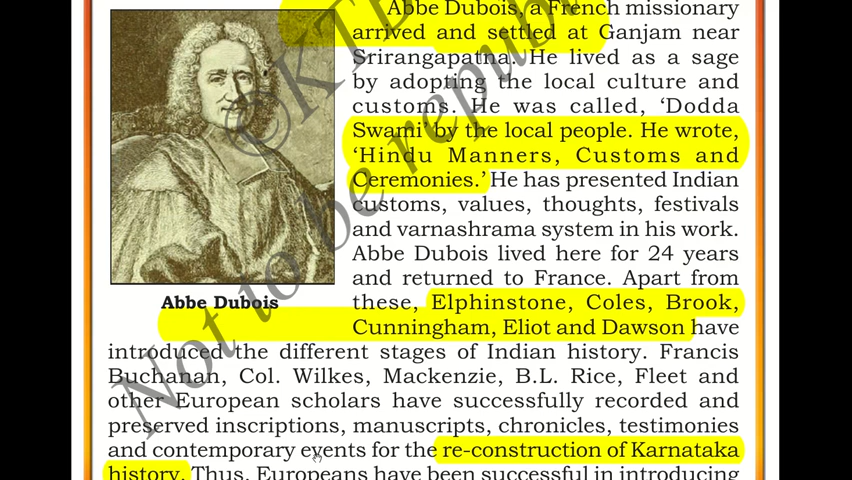 Abbe Dubois, a French missionary
arrived and settled at Ganjam near
Srirangapatna. He lived as a sage
by adopting the local culture and
customs. He was called, ‘Dodda
Swami’ by the local people. He wrote,
‘Hindu Manners, Customs and
Ceremonies.’ He has presented Indian
customs, values, thoughts, festivals
and varnashrama system in his work.
Abbe Dubois lived here for 24 years
and returned to France. Apart from
these, Elphinstone, Coles, Brook,
Cunningham, Eliot and Dawson have
introduced the different stages of Indian history. Francis
Buchanan, Col. Wilkes, Mackenzie, B.L. Rice, Fleet and
other European scholars have successfully recorded and
preserved inscriptions, manuscripts, chronicles, testimonies
and contemporary events for the re-construction of Karnataka
history. Thus, Europeans have been successful in introducing
Abbe Dubois
©KTB
Not to be republ